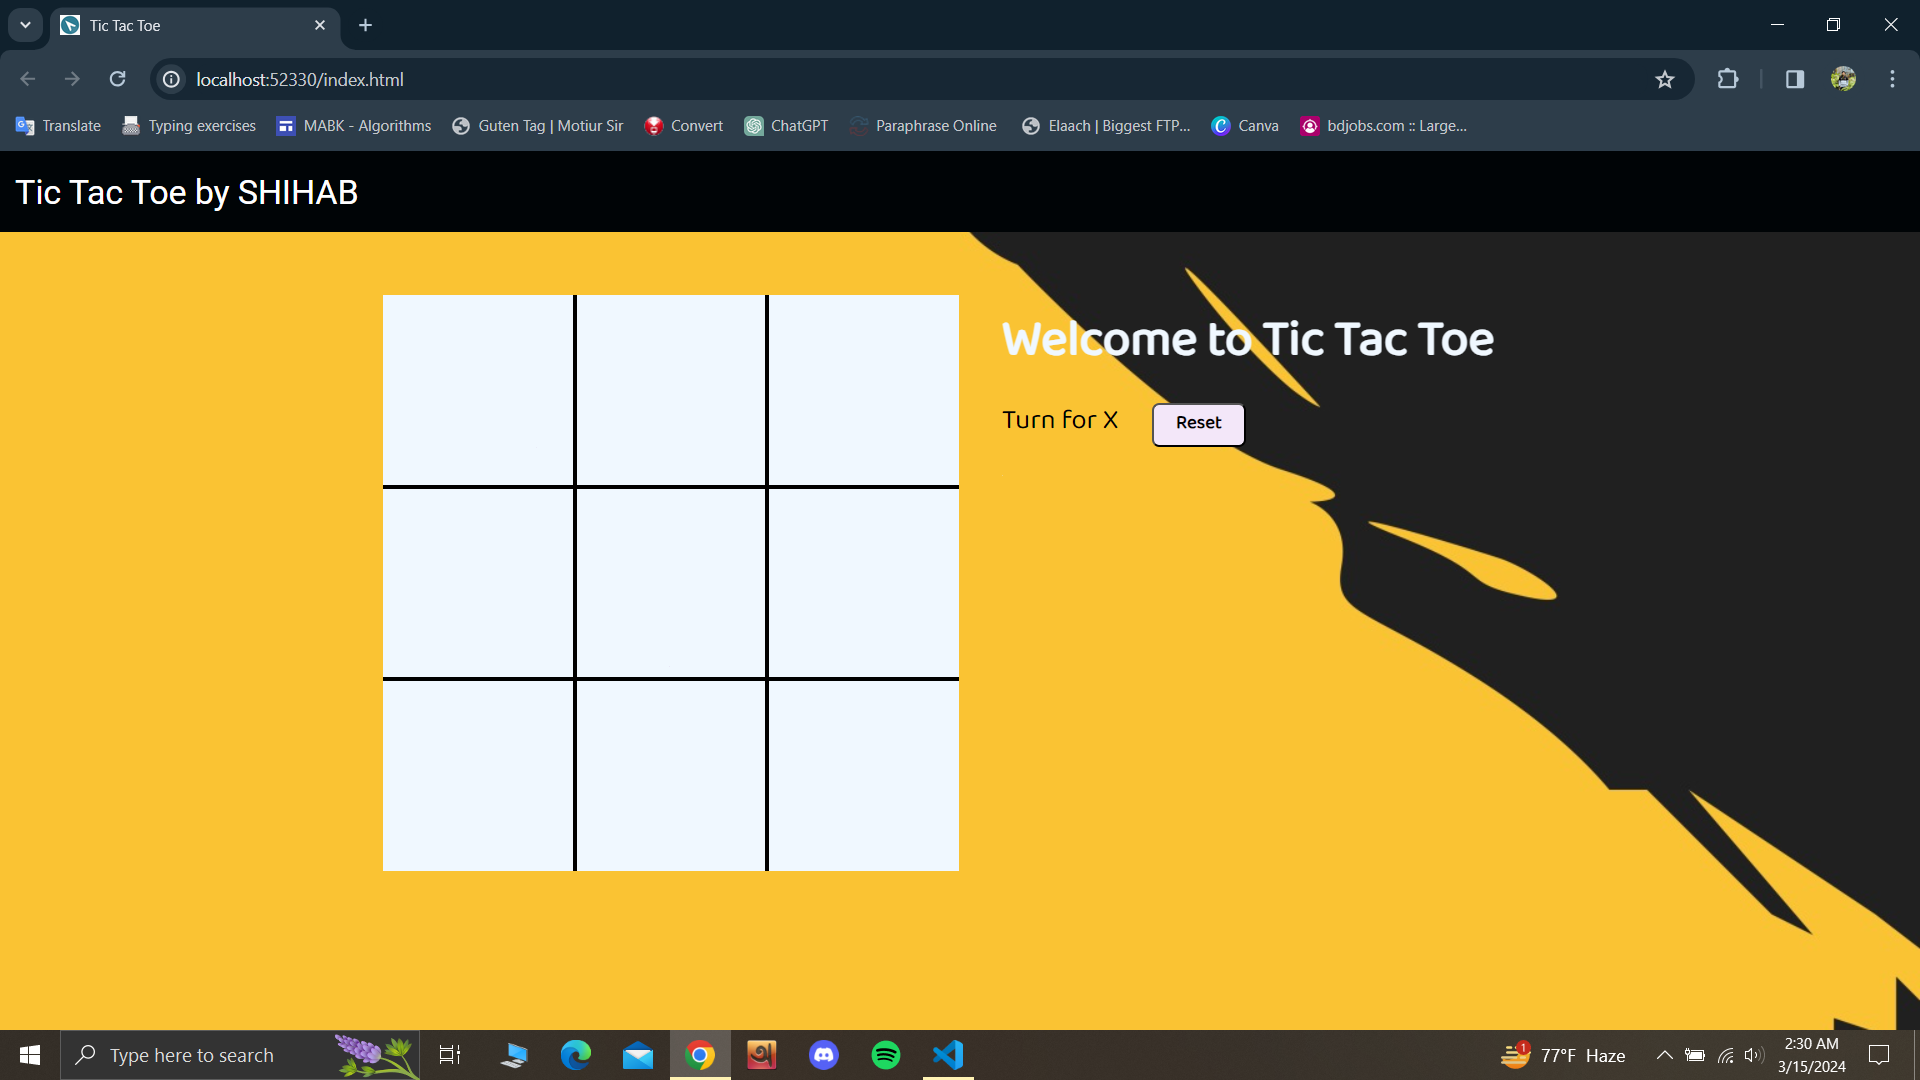 Tic Tac Toe
localhost:52330/index.html
Translate Typing exercises MABK - Algorithms Guten Tag | Motiur Sir Convert ChatGPT Paraphrase Online Elaach | Biggest FTP... Canva bdjobs.com :: Large...
Tic Tac Toe by SHIHAB
Welcome to Tic Tac Toe
Turn for X Reset
Type here to search
1
77°F Haze
2:30 AM
3/15/2024